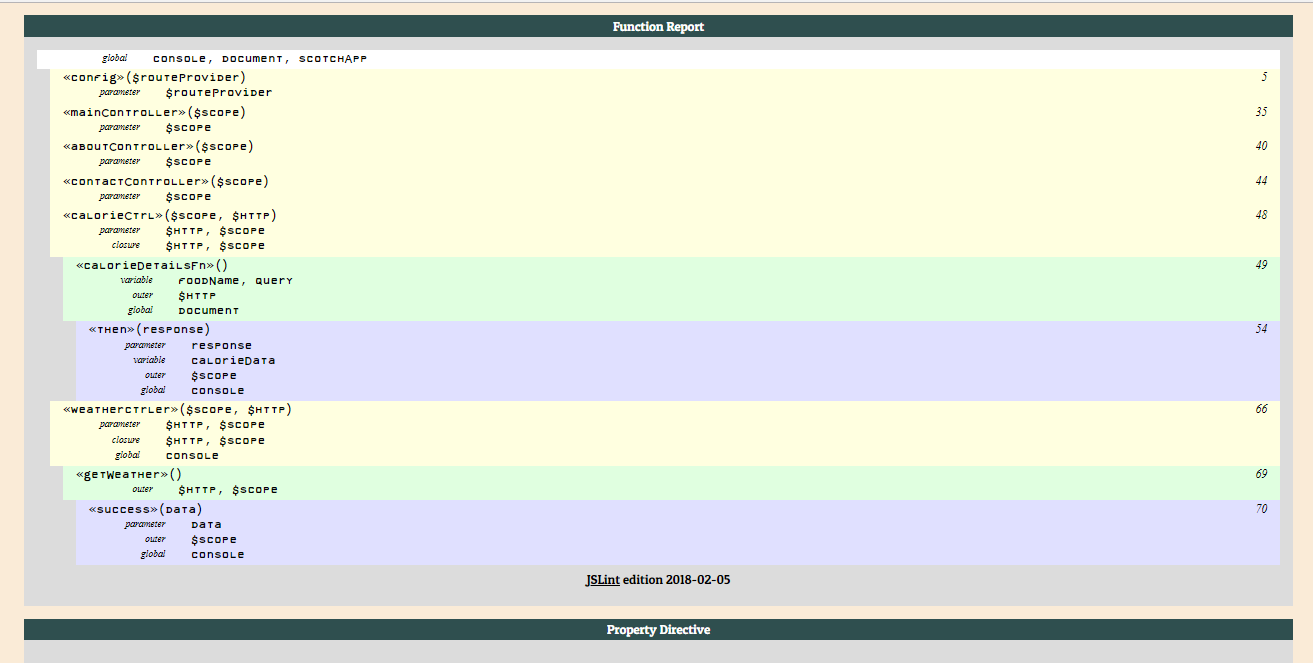 Function Report
global console, document, scotchApp
«config»($routeProvider) 5
parameter $routeProvider
«mainController»($scope) 35
parameter $scope
«aboutController»($scope) 40
parameter $scope
«contactController»($scope) 44
parameter $scope
«calorieCtrl»($scope, $http) 48
parameter $http, $scope
closure $http, $scope
«calorieDetailsFn»() 49
variable foodName, query
outer $http
global document
«then»(response) 54
parameter response
variable calorieData
outer $scope
global console
«weatherctrler»($scope, $http) 66
parameter $http, $scope
closure $http, $scope
global console
«getWeather»() 69
outer $http, $scope
«success»(data) 70
parameter data
outer $scope
global console
JSLint edition 2018-02-05
Property Directive